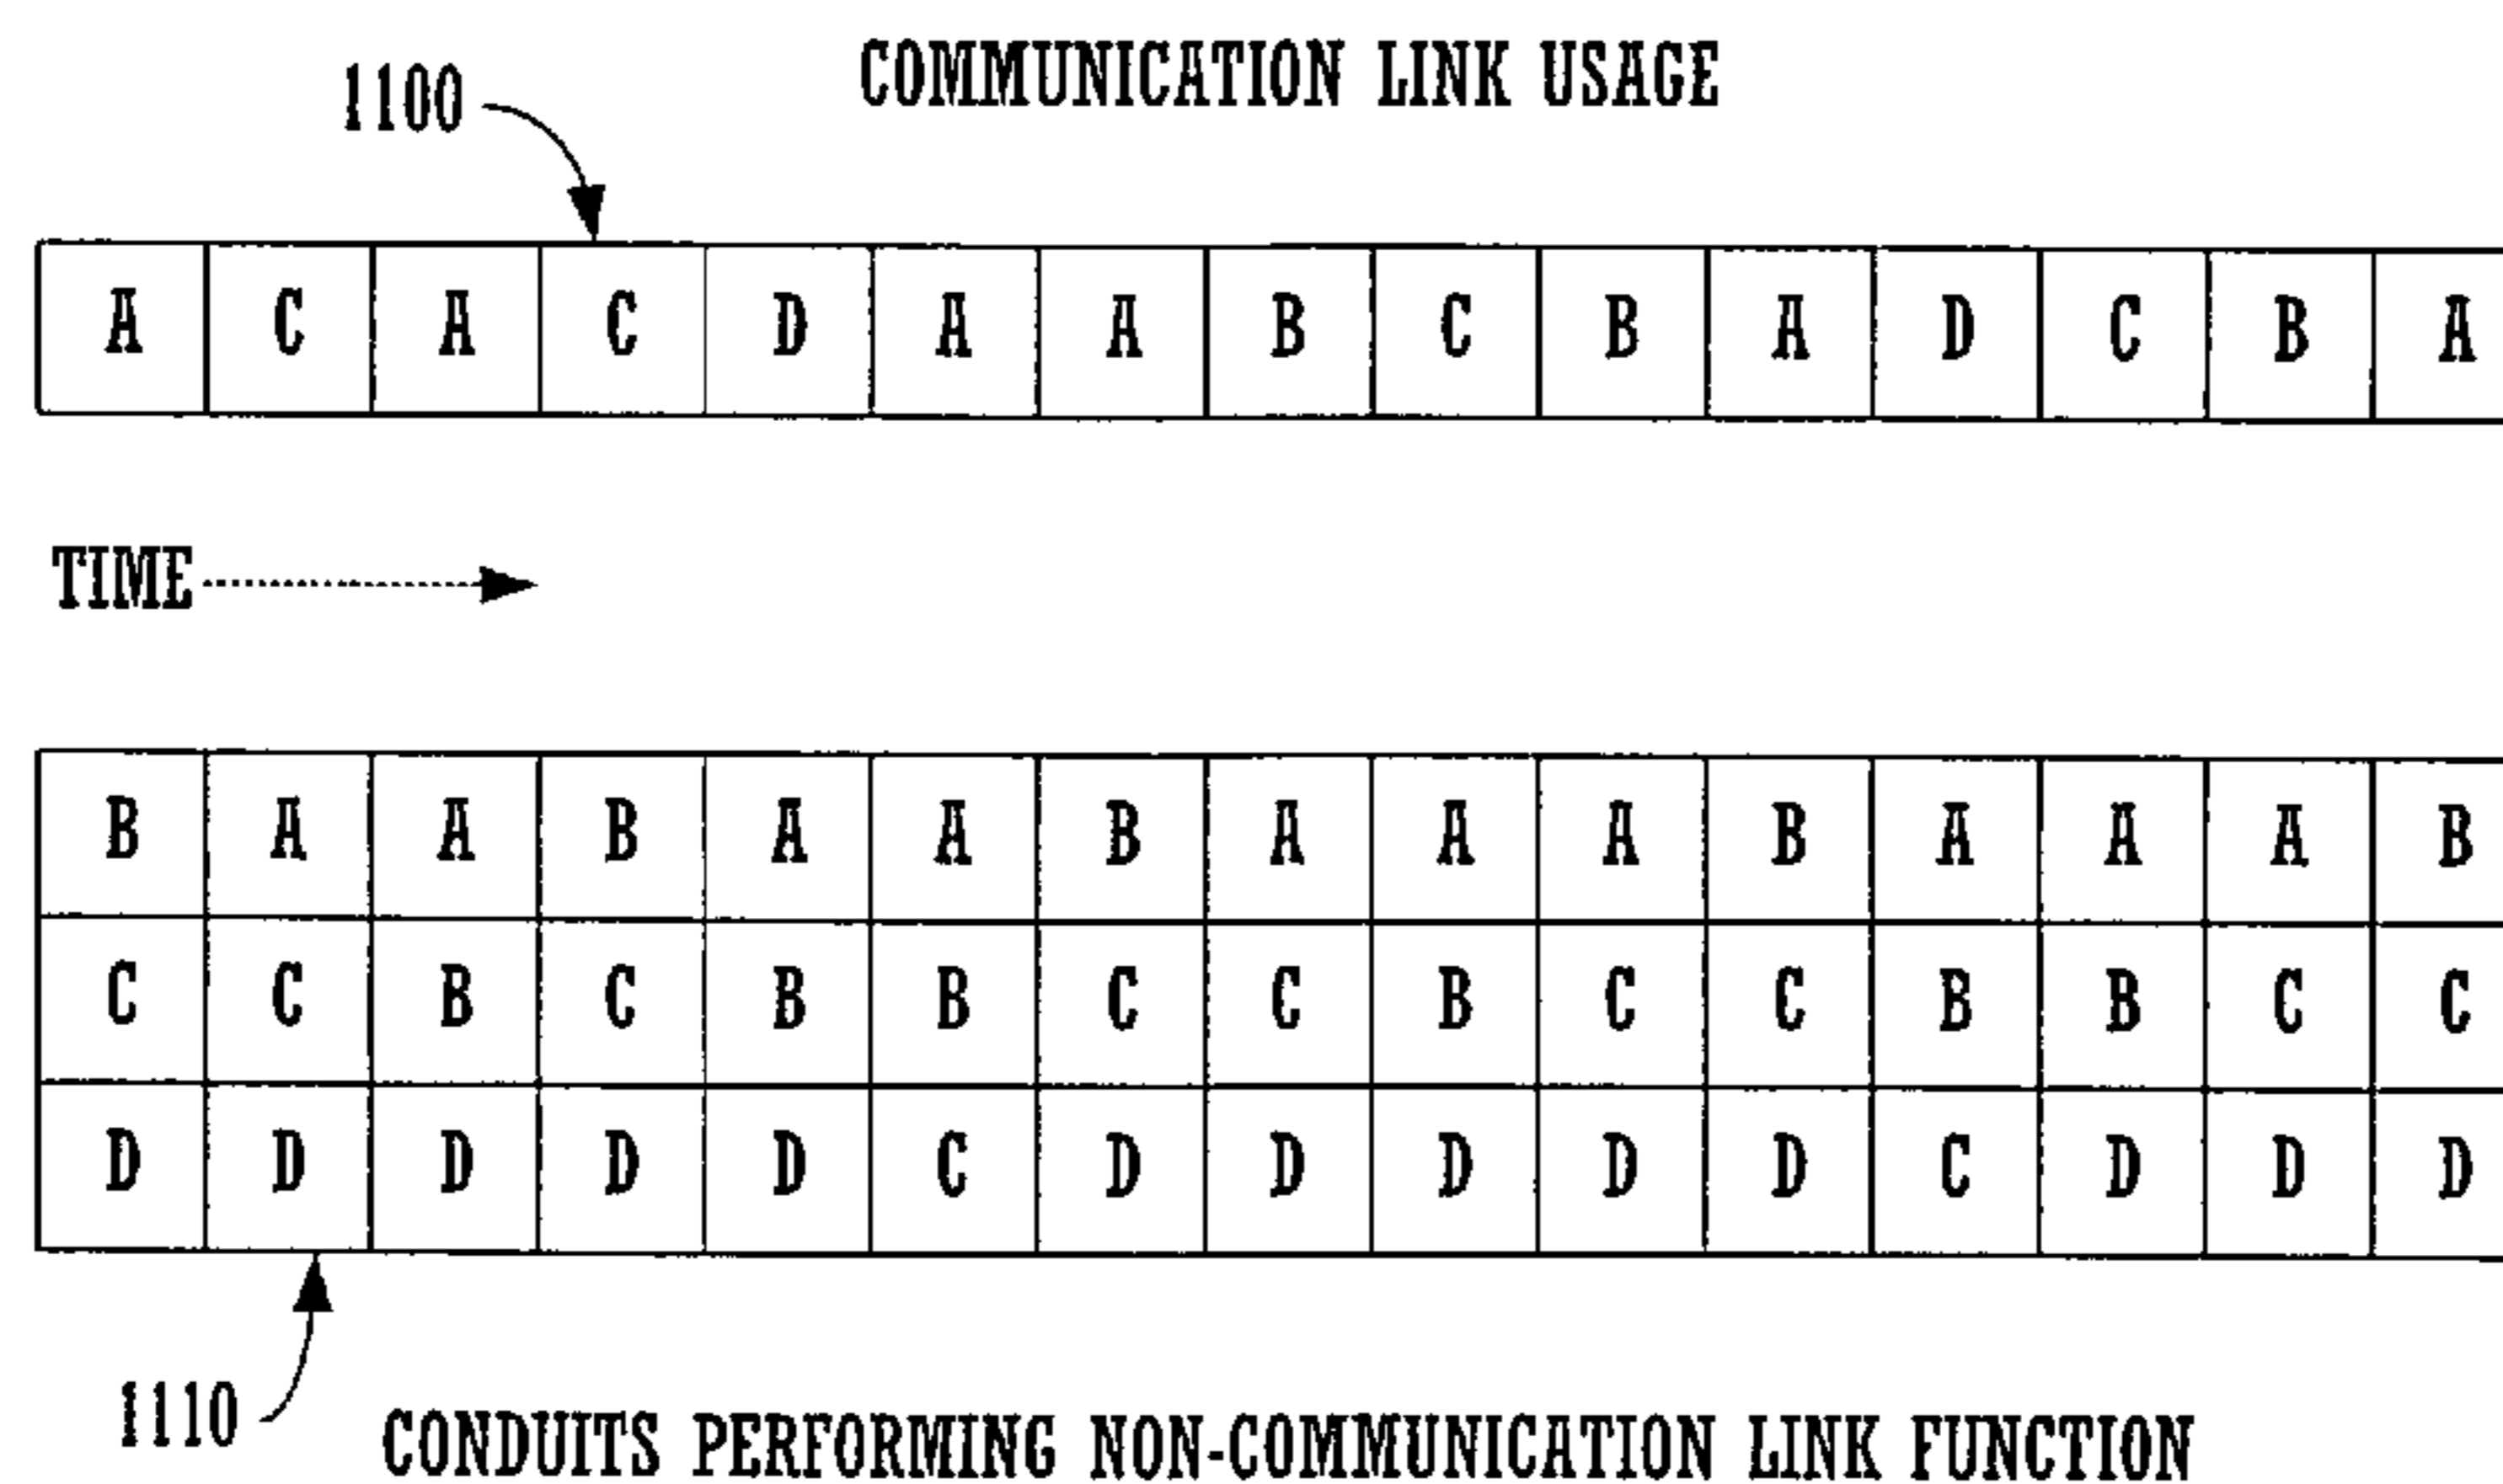 COMMUNICATION LINK USAGE
1100
A C A C D A A B C B A D C B A
TIME
B A A B A A B A A A B A A A B
C C B C B B C C B C C B B C C
D D D D D C D D D D D C D D D
1110
CONDUITS PERFORMING NON-COMMUNICATION LINK FUNCTION